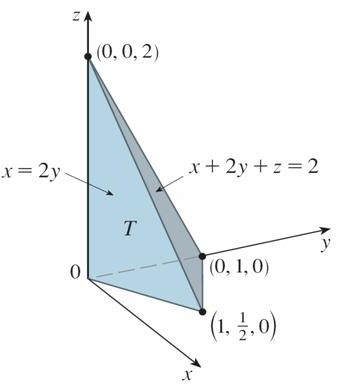 z
(0, 0, 2)
x = 2y
x + 2y + z = 2
T
y
0
(0, 1, 0)
(1, ½, 0)
x